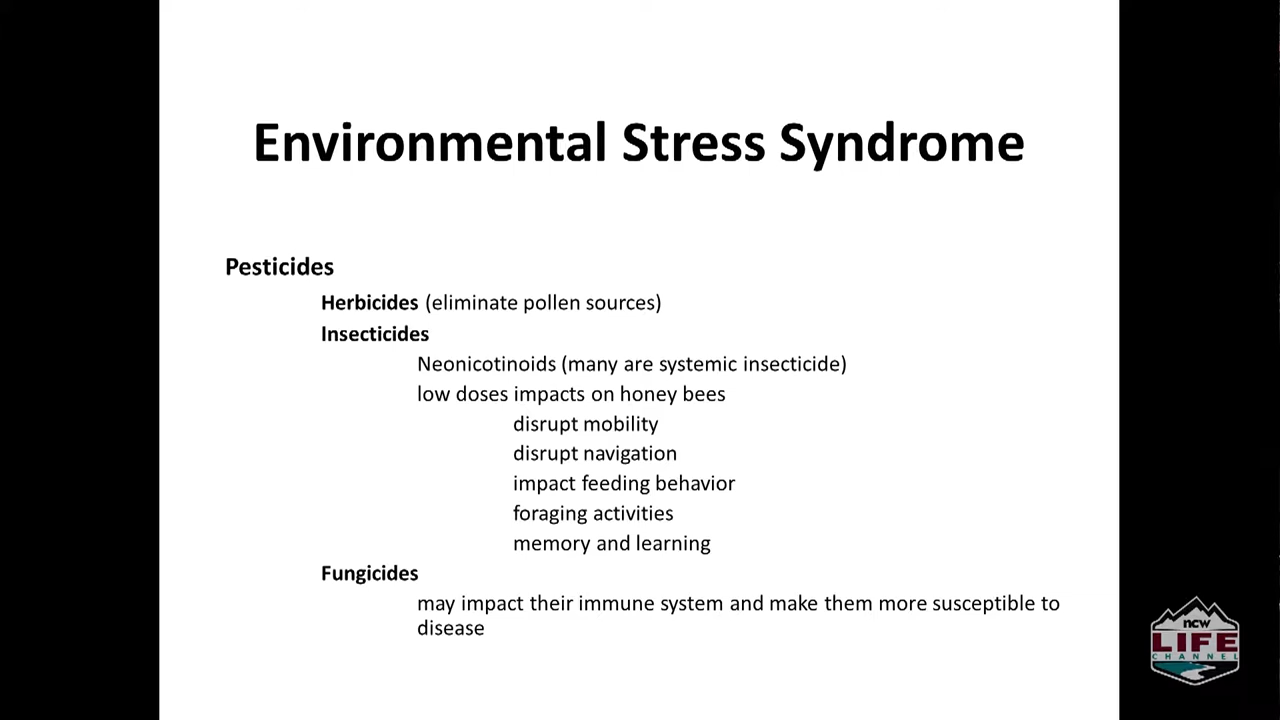 Environmental Stress Syndrome
Pesticides
Herbicides (eliminate pollen sources)
Insecticides
Neonicotinoids (many are systemic insecticide)
low doses impacts on honey bees
disrupt mobility
disrupt navigation
impact feeding behavior
foraging activities
memory and learning
Fungicides
may impact their immune system and make them more susceptible to
disease
ncw
LIFE
CHANNEL